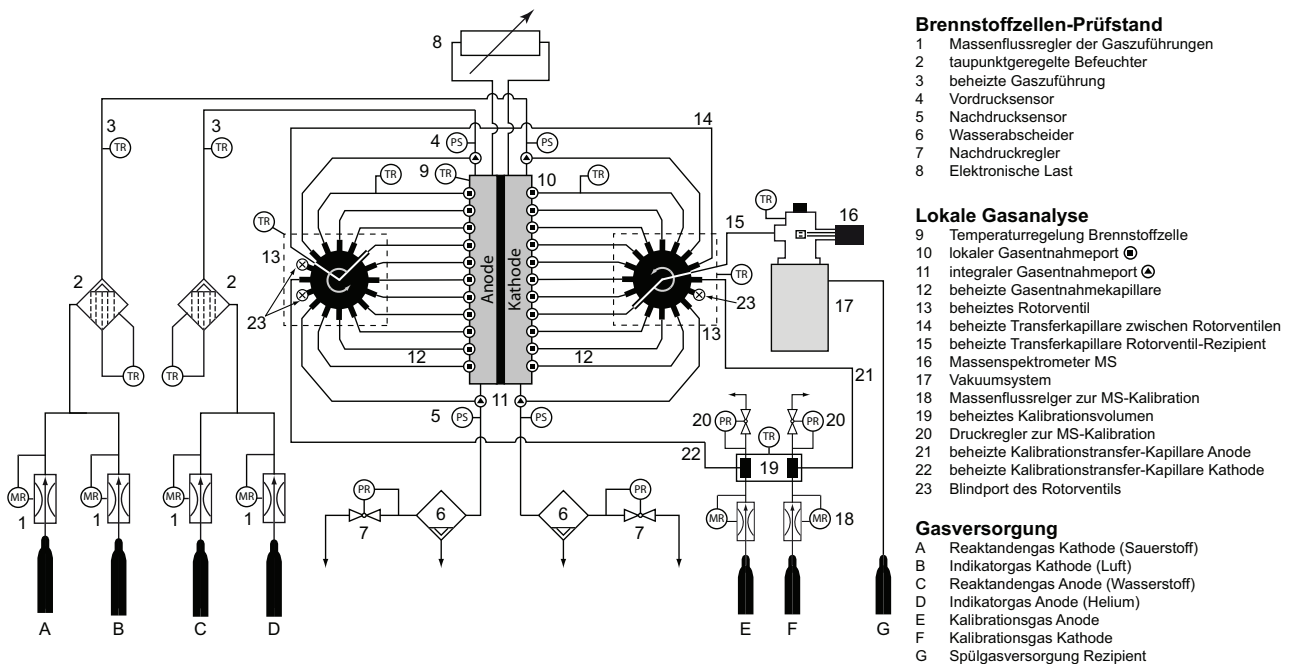 8
3
TR
3
TR
4
PS
PS
14
TR
9
TR
10
TR
TR
15
TR
16
13
Anode
Kathode
TR
2
2
23
23
17
13
12
12
TR
TR
21
11
5
PS
PS
20
PR
PR
20
TR
22
19
MR
1
MR
1
MR
1
MR
1
PR
6
6
PR
MR
MR
18
7
7
A
B
C
D
E
F
G
Brennstoffzellen-Prüfstand
1 Massenflussregler der Gaszuführungen
2 taupunktgeregelte Befeuchter
3 beheizte Gaszuführung
4 Vordrucksensor
5 Nachdrucksensor
6 Wasserabscheider
7 Nachdruckregler
8 Elektronische Last
Lokale Gasanalyse
9 Temperaturregelung Brennstoffzelle
10 lokaler Gasentnahmeport
11 integraler Gasentnahmeport
12 beheizte Gasentnahmekapillare
13 beheiztes Rotorventil
14 beheizte Transferkapillare zwischen Rotorventilen
15 beheizte Transferkapillare Rotorventil-Rezipient
16 Massenspektrometer MS
17 Vakuumsystem
18 Massenflussrelger zur MS-Kalibration
19 beheiztes Kalibrationsvolumen
20 Druckregler zur MS-Kalibration
21 beheizte Kalibrationtransfer-Kapillare Anode
22 beheizte Kalibrationtransfer-Kapillare Kathode
23 Blindport des Rotorventils
Gasversorgung
A Reaktandengas Kathode (Sauerstoff)
B Indikatorgas Kathode (Luft)
C Reaktandengas Anode (Wasserstoff)
D Indikatorgas Anode (Helium)
E Kalibrationsgas Anode
F Kalibrationsgas Kathode
G Spülgasversorgung Rezipient